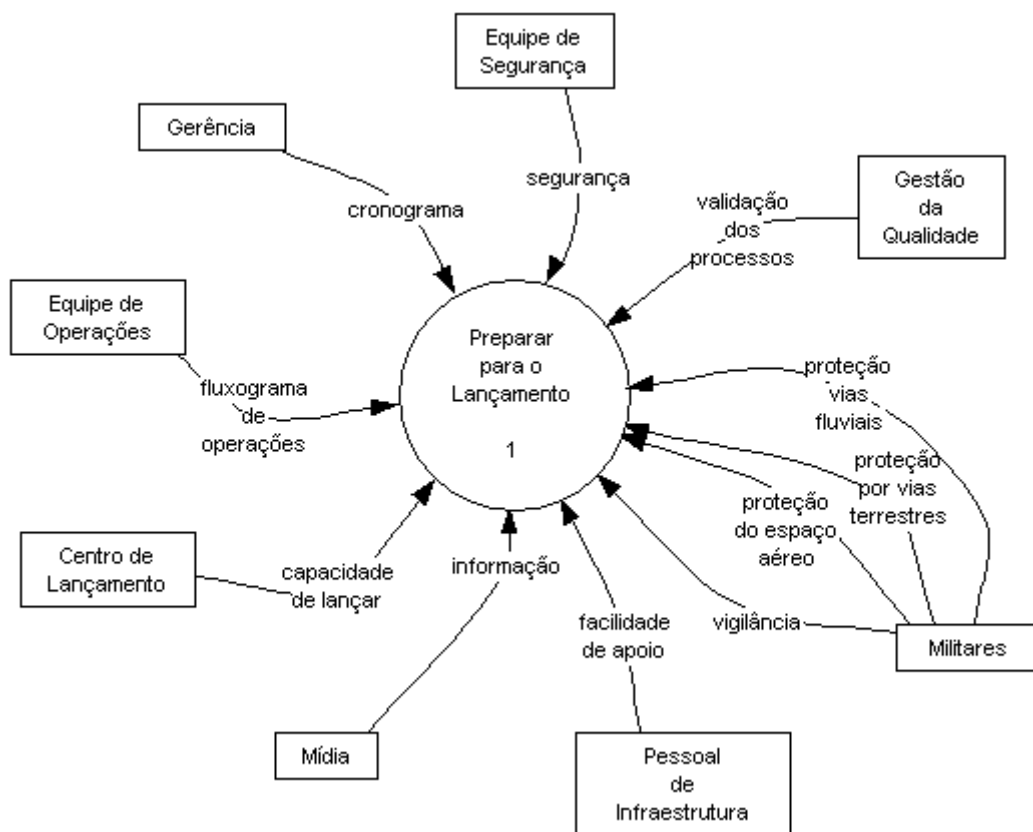 Equipe de
Segurança
Gerência
segurança
cronograma
validação
dos
processos
Gestão
da
Qualidade
Equipe de
Operações
fluxograma
de
operações
Preparar
para o
Lançamento
1
proteção
vias
fluviais
proteção
por vias
terrestres
proteção
do espaço
aéreo
Centro de
Lançamento
capacidade
de lançar
informação
facilidade
de apoio
vigilância
Militares
Mídia
Pessoal
de
Infraestrutura